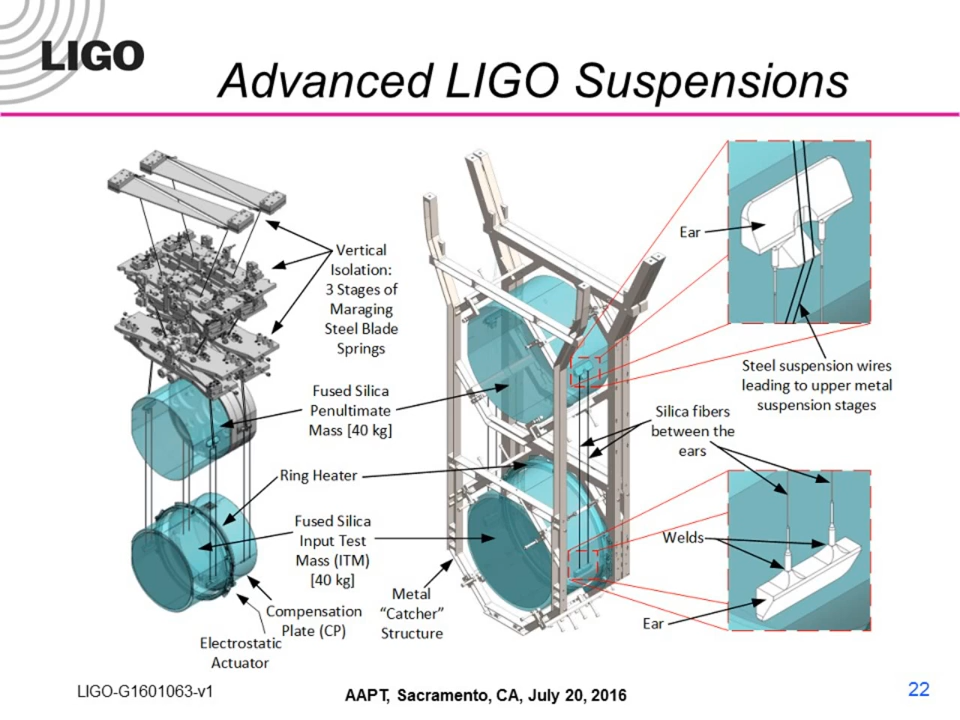 LIGO
Advanced LIGO Suspensions
Vertical
Isolation:
3 Stages of
Maraging
Steel Blade
Springs
Fused Silica
Penultimate
Mass [40 kg]
Ring Heater
Fused Silica
Input Test
Mass (ITM)
[40 kg]
Compensation
Plate (CP)
Electrostatic
Actuator
Metal
“Catcher”
Structure
Ear
Steel suspension wires
leading to upper metal
suspension stages
Silica fibers
between the
ears
Welds
Ear
LIGO-G1601063-v1
AAPT, Sacramento, CA, July 20, 2016
22